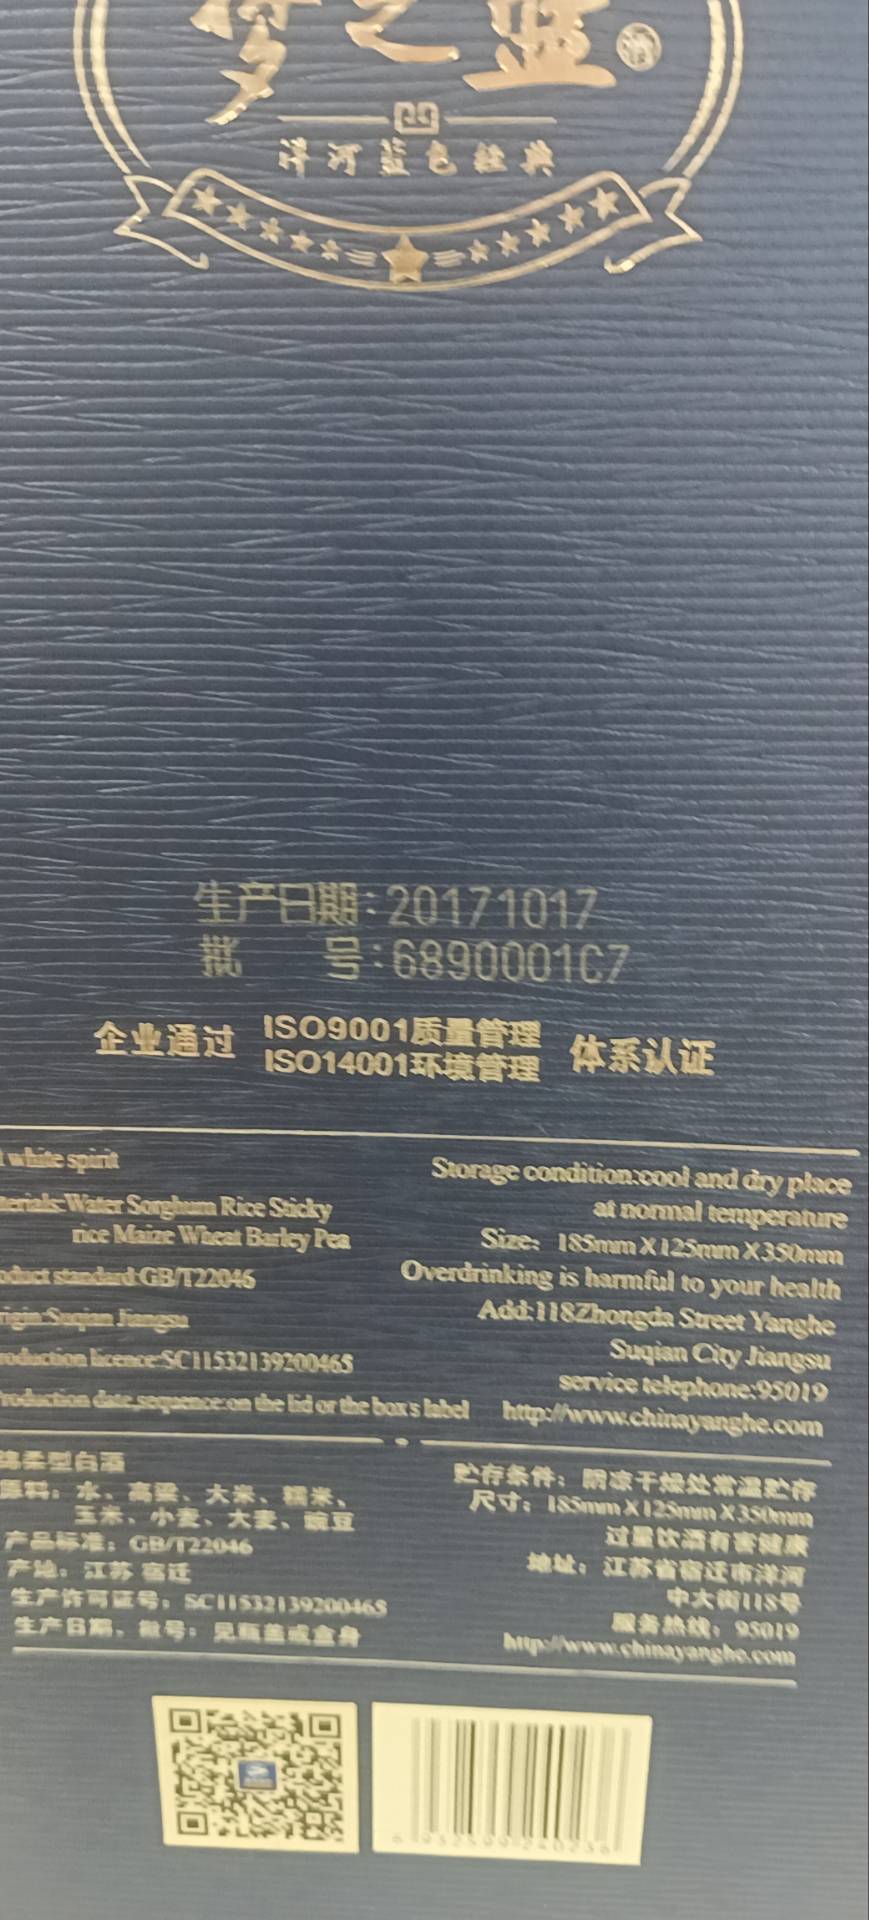 梦之蓝
洋河蓝色经典
生产日期:20171017
批 号:6890001C7
企业通过 ISO9001质量管理 体系认证
ISO14001环境管理
white spirit
Water Sorghum Rice Sticky
rice Maize Wheat Barley Pea
oduct standard:GB/T22046
rigin:Suqian Jiangsu
roduction licence:SC11532139200465
roduction date,sequence:on the lid or the box's label
Storage condition:cool and dry place
at normal temperature
Size: 185mm X 125mm X 350mm
Overdrinking is harmful to your health
Add:118Zhongda Street Yanghe
Suqian City Jiangsu
service telephone:95019
http://www.chinayanghe.com
绵柔型白酒
原料：水、高粱、大米、糯米、
玉米、小麦、大麦、豌豆
产品标准：GB/T22046
产地：江苏 宿迁
生产许可证号：SC11532139200465
生产日期、批号：见瓶盖或盒身
贮存条件：阴凉干燥处常温贮存
尺寸：185mm X 125mm X 350mm
过量饮酒有害健康
地址：江苏省宿迁市洋河
中大街118号
服务热线：95019
http://www.chinayanghe.com